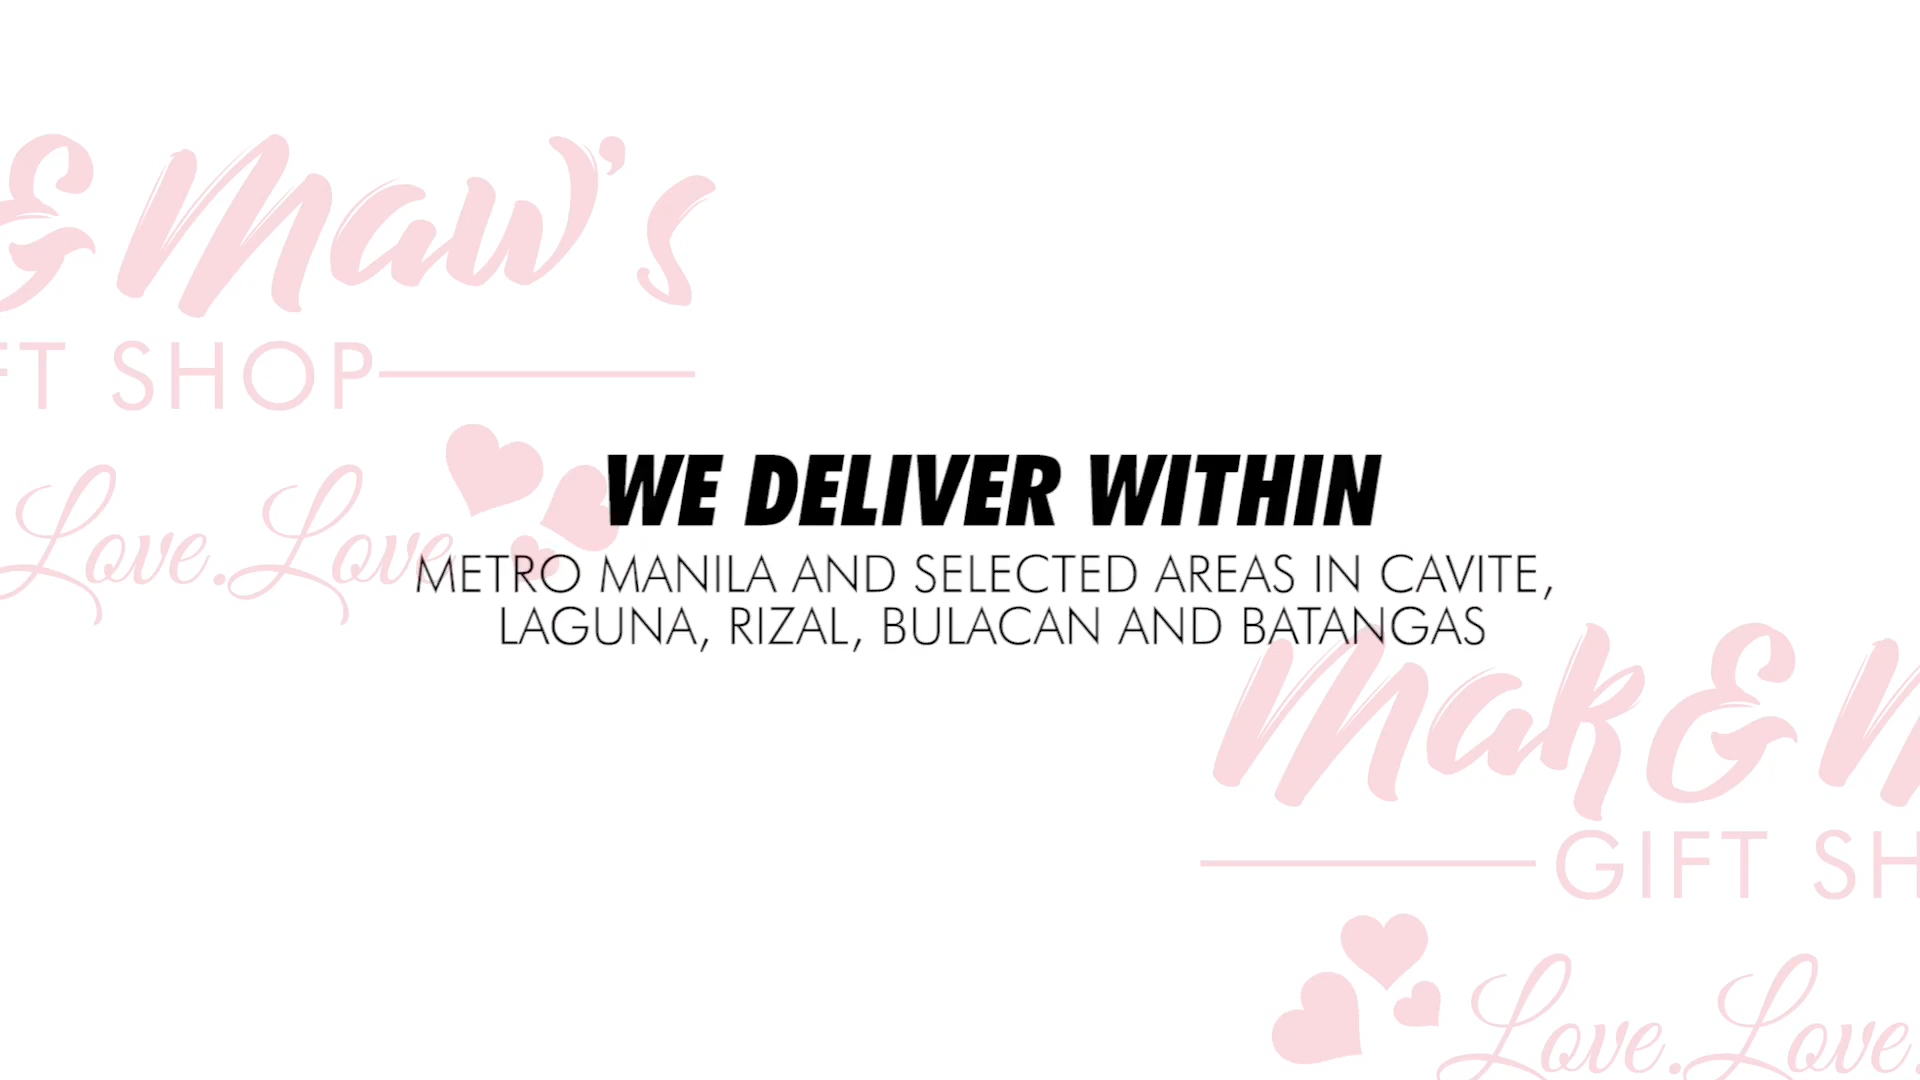 & Maw's
FT SHOP
Love.Love
WE DELIVER WITHIN
METRO MANILA AND SELECTED AREAS IN CAVITE,
LAGUNA, RIZAL, BULACAN AND BATANGAS
Mak & M
GIFT SH
Love.Love.